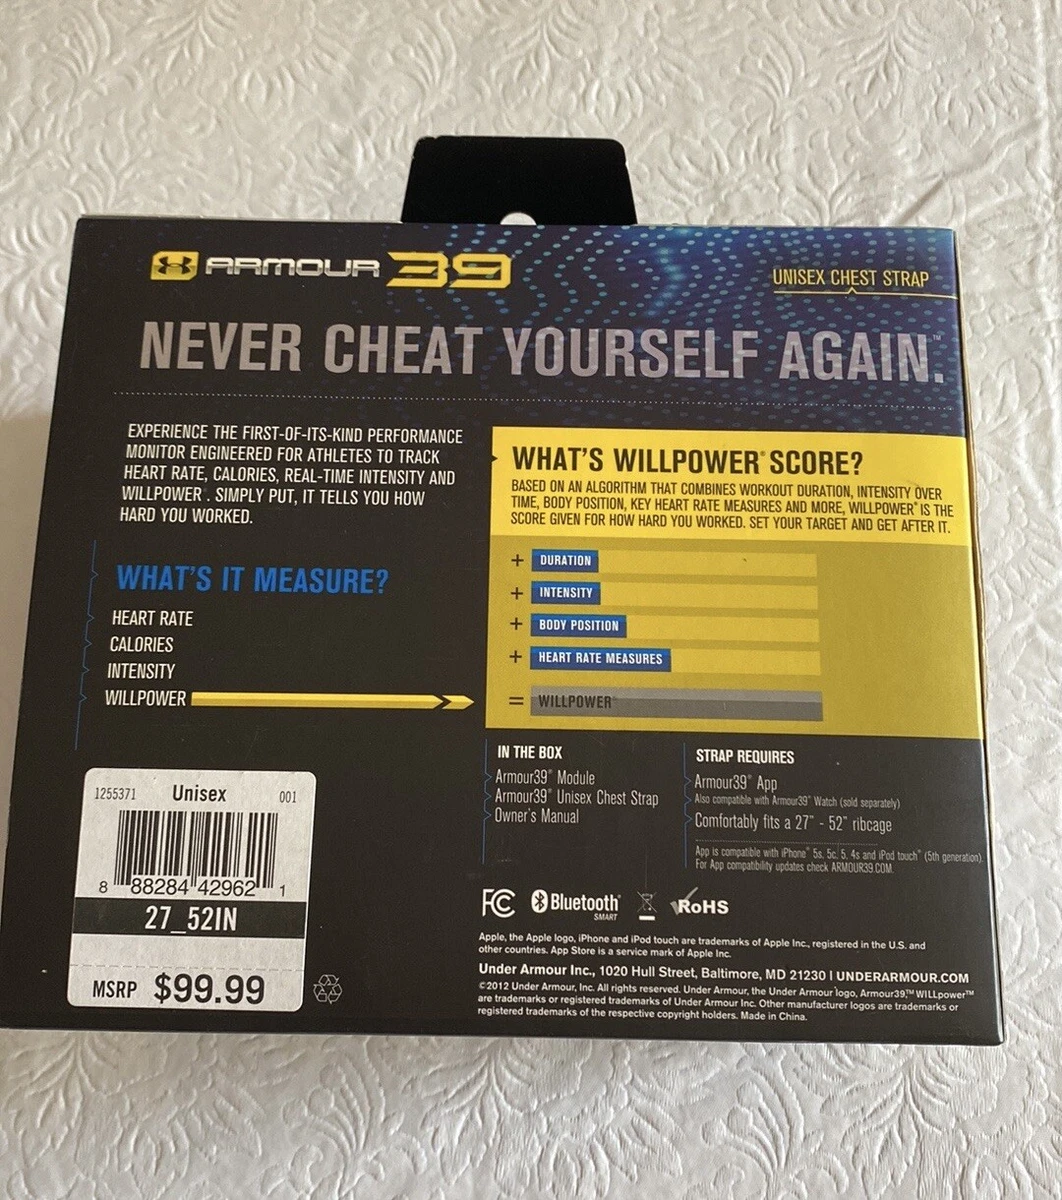 ARMOUR 39
UNISEX CHEST STRAP
NEVER CHEAT YOURSELF AGAIN.™
EXPERIENCE THE FIRST-OF-ITS-KIND PERFORMANCE
MONITOR ENGINEERED FOR ATHLETES TO TRACK
HEART RATE, CALORIES, REAL-TIME INTENSITY AND
WILLPOWER®. SIMPLY PUT, IT TELLS YOU HOW
HARD YOU WORKED.
WHAT'S IT MEASURE?
HEART RATE
CALORIES
INTENSITY
WILLPOWER
WHAT'S WILLPOWER® SCORE?
BASED ON AN ALGORITHM THAT COMBINES WORKOUT DURATION, INTENSITY OVER
TIME, BODY POSITION, KEY HEART RATE MEASURES AND MORE, WILLPOWER® IS THE
SCORE GIVEN FOR HOW HARD YOU WORKED. SET YOUR TARGET AND GET AFTER IT.
+ DURATION
+ INTENSITY
+ BODY POSITION
+ HEART RATE MEASURES
= WILLPOWER®
IN THE BOX
Armour39® Module
Armour39® Unisex Chest Strap
Owner's Manual
STRAP REQUIRES
Armour39® App
Also compatible with Armour39™ Watch (sold separately)
Comfortably fits a 27" - 52" ribcage
App is compatible with iPhone® 5s, 5c, 5, 4s and iPod touch® (5th generation).
For App compatibility updates check ARMOUR39.COM.
1255371 Unisex 001
8 88284 42962 1
27_52IN
MSRP $99.99
FC Bluetooth® SMART RoHS
Apple, the Apple logo, iPhone and iPod touch are trademarks of Apple Inc., registered in the U.S. and
other countries. App Store is a service mark of Apple Inc.
Under Armour Inc., 1020 Hull Street, Baltimore, MD 21230 | UNDERARMOUR.COM
©2012 Under Armour, Inc. All rights reserved. Under Armour, the Under Armour logo, Armour39,™ WILLpower™
are trademarks or registered trademarks of Under Armour Inc. Other manufacturer logos are trademarks or
registered trademarks of the respective copyright holders. Made in China.